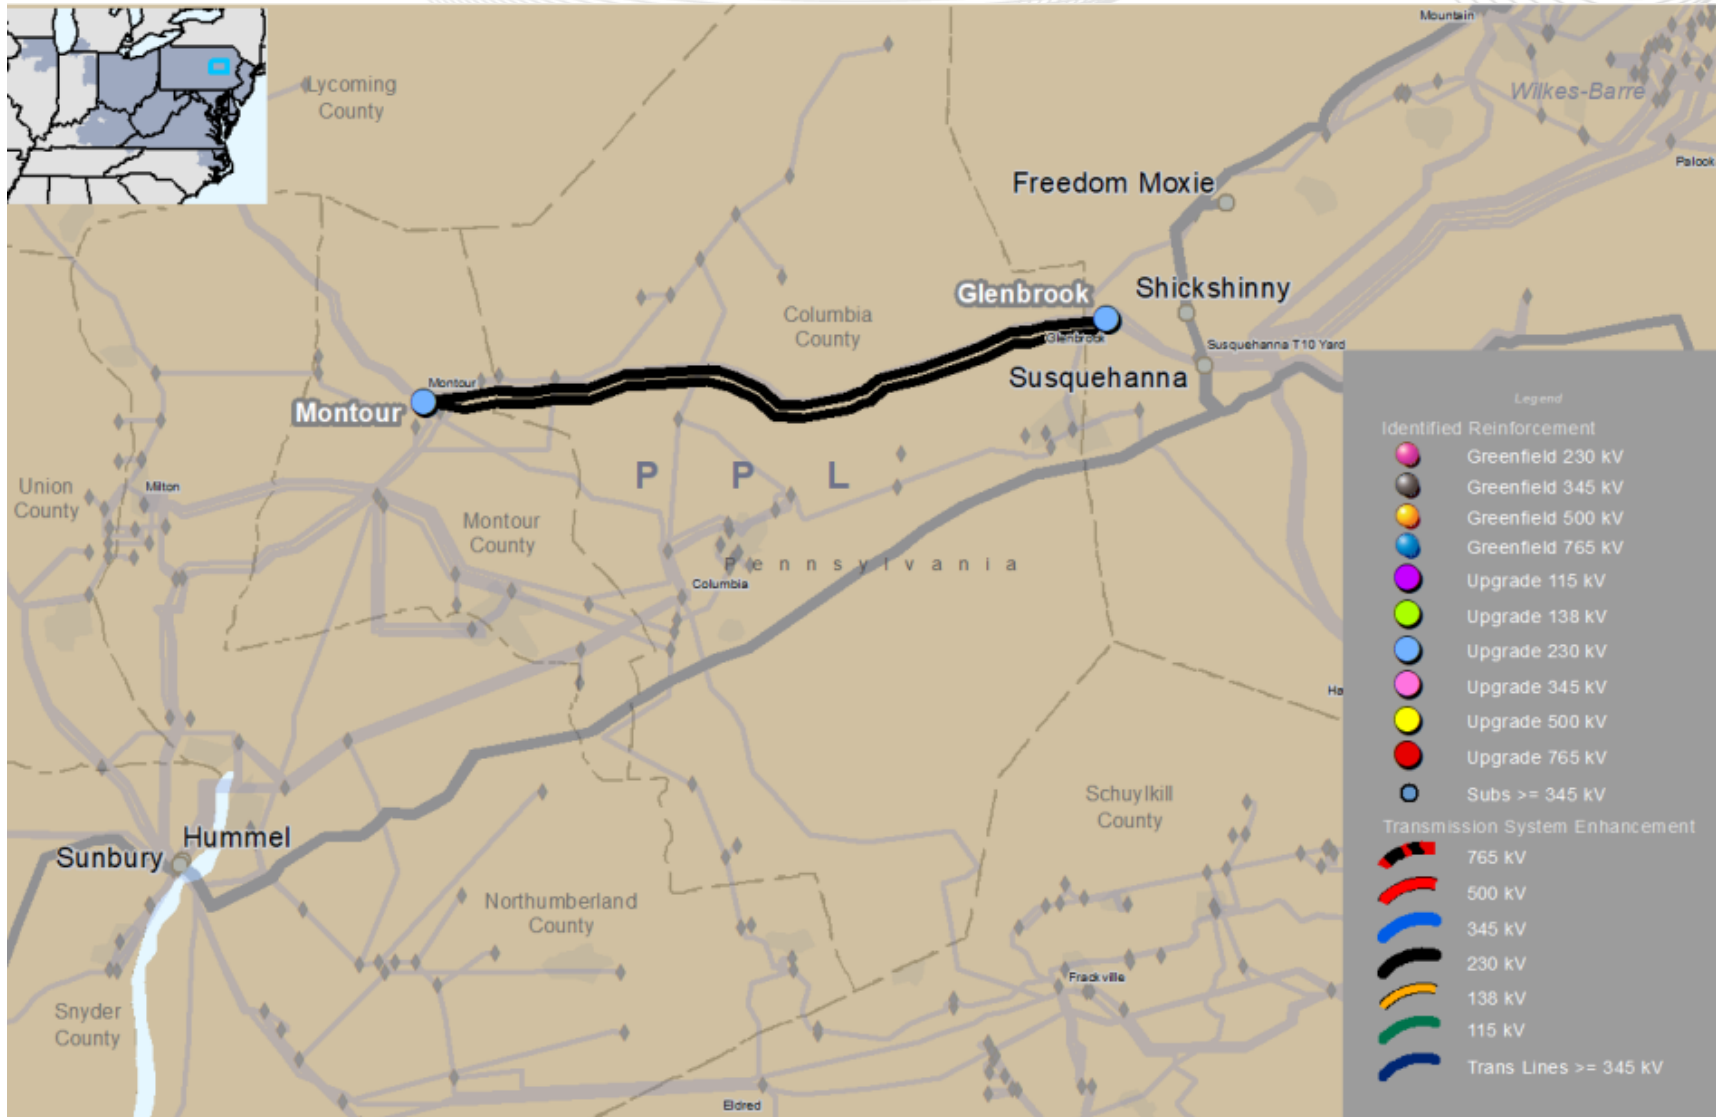 Mountain
Lycoming
County
Wilkes-Barre
Freedom Moxie
Glenbrook
Shickshinny
Columbia
County
Glenbrook
Susquehanna T10 Yard
Susquehanna
Montour
Montour
P P L
Union
County
Milton
Montour
County
Pennsylvania
Columbia
Schuylkill
County
Hummel
Sunbury
Northumberland
County
Frackville
Snyder
County
Eldred
Legend
Identified Reinforcement
Greenfield 230 kV
Greenfield 345 kV
Greenfield 500 kV
Greenfield 765 kV
Upgrade 115 kV
Upgrade 138 kV
Upgrade 230 kV
Upgrade 345 kV
Upgrade 500 kV
Upgrade 765 kV
Subs >= 345 kV
Transmission System Enhancement
765 kV
500 kV
345 kV
230 kV
138 kV
115 kV
Trans Lines >= 345 kV